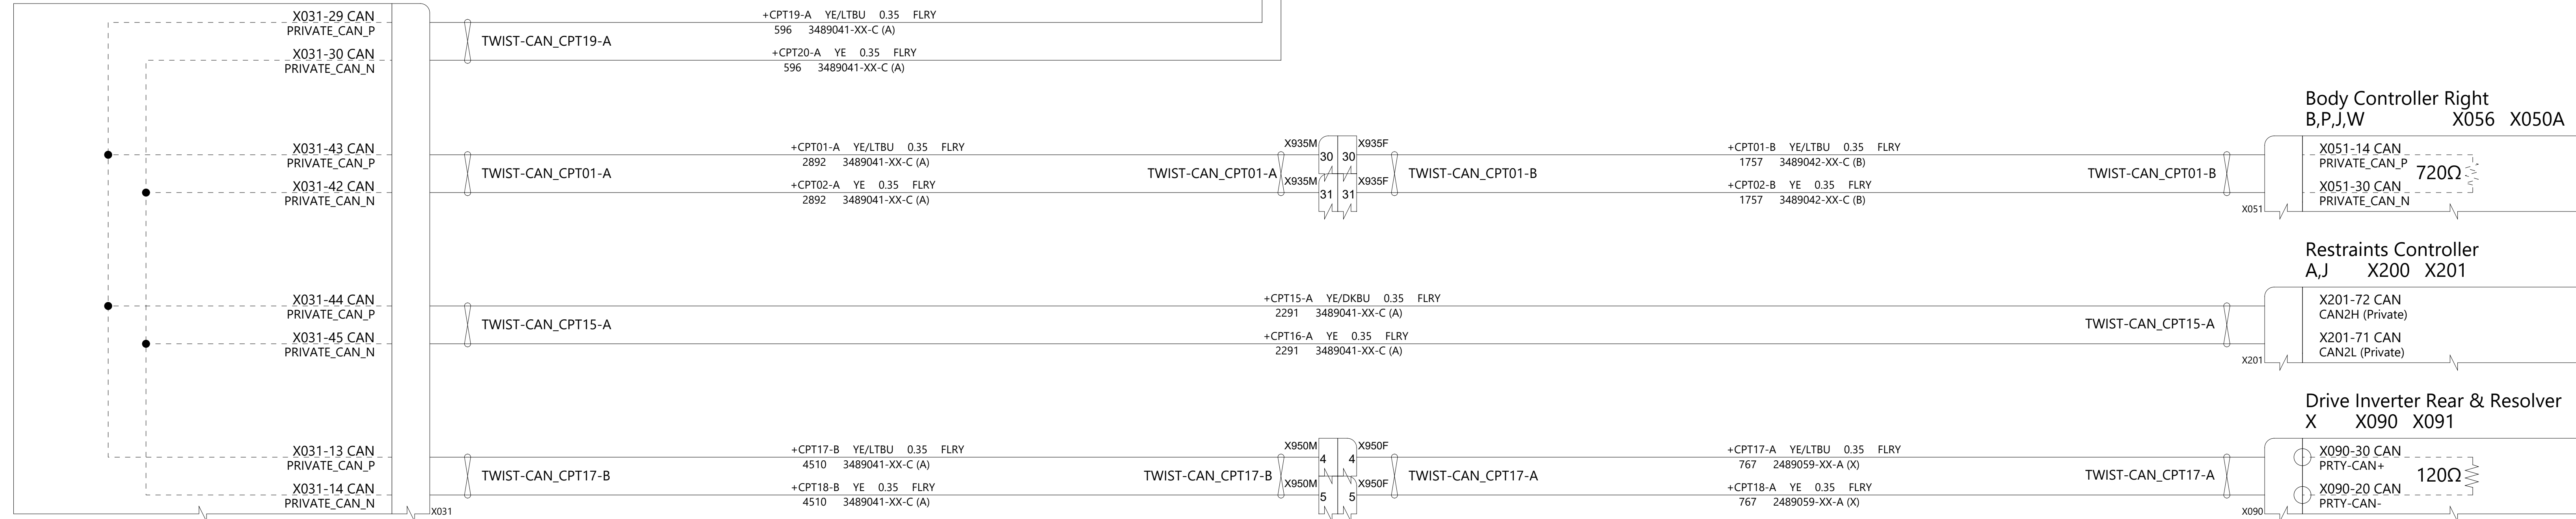 X031-29 CAN
PRIVATE_CAN_P
X031-30 CAN
PRIVATE_CAN_N
TWIST-CAN_CPT19-A
+CPT19-A YE/LTBU 0.35 FLRY
596 3489041-XX-C (A)
+CPT20-A YE 0.35 FLRY
596 3489041-XX-C (A)
X031-43 CAN
PRIVATE_CAN_P
X031-42 CAN
PRIVATE_CAN_N
TWIST-CAN_CPT01-A
+CPT01-A YE/LTBU 0.35 FLRY
2892 3489041-XX-C (A)
+CPT02-A YE 0.35 FLRY
2892 3489041-XX-C (A)
TWIST-CAN_CPT01-A
X935M 30 30 X935F
X935M 31 31 X935F
TWIST-CAN_CPT01-B
+CPT01-B YE/LTBU 0.35 FLRY
1757 3489042-XX-C (B)
+CPT02-B YE 0.35 FLRY
1757 3489042-XX-C (B)
TWIST-CAN_CPT01-B
Body Controller Right
B,P,J,W X056 X050A
X051-14 CAN
PRIVATE_CAN_P
720Ω
X051-30 CAN
PRIVATE_CAN_N
X051
X031-44 CAN
PRIVATE_CAN_P
X031-45 CAN
PRIVATE_CAN_N
TWIST-CAN_CPT15-A
+CPT15-A YE/DKBU 0.35 FLRY
2291 3489041-XX-C (A)
+CPT16-A YE 0.35 FLRY
2291 3489041-XX-C (A)
TWIST-CAN_CPT15-A
Restraints Controller
A,J X200 X201
X201-72 CAN
CAN2H (Private)
X201-71 CAN
CAN2L (Private)
X201
X031-13 CAN
PRIVATE_CAN_P
X031-14 CAN
PRIVATE_CAN_N
X031
TWIST-CAN_CPT17-B
+CPT17-B YE/LTBU 0.35 FLRY
4510 3489041-XX-C (A)
+CPT18-B YE 0.35 FLRY
4510 3489041-XX-C (A)
TWIST-CAN_CPT17-B
X950M 4 4 X950F
X950M 5 5 X950F
TWIST-CAN_CPT17-A
+CPT17-A YE/LTBU 0.35 FLRY
767 2489059-XX-A (X)
+CPT18-A YE 0.35 FLRY
767 2489059-XX-A (X)
TWIST-CAN_CPT17-A
Drive Inverter Rear & Resolver
X X090 X091
X090-30 CAN
PRTY-CAN+
120Ω
X090-20 CAN
PRTY-CAN-
X090